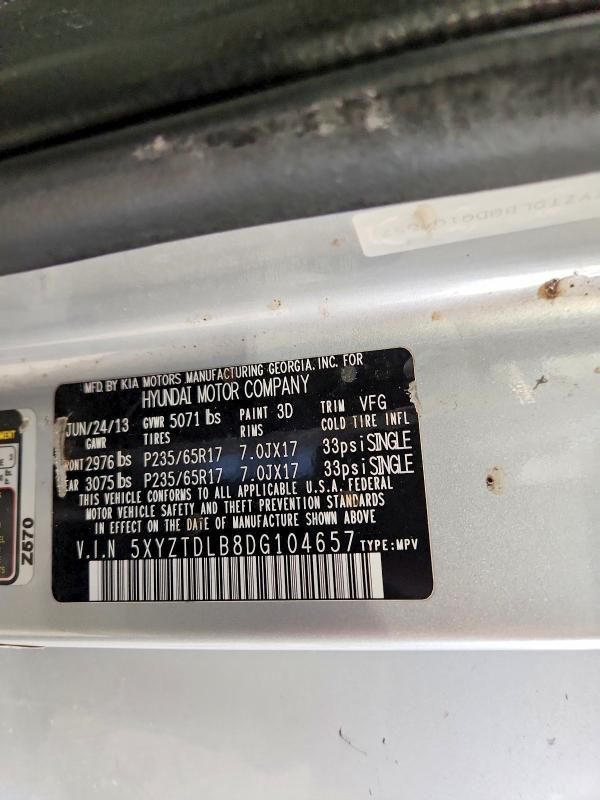 MFD. BY KIA MOTORS MANUFACTURING GEORGIA, INC. FOR
HYUNDAI MOTOR COMPANY
JUN/24/13 GVWR 5071 lbs PAINT 3D TRIM VFG
GAWR TIRES RIMS COLD TIRE INFL
RONT 2976 lbs P235/65R17 7.0JX17 33psi SINGLE
EAR 3075 lbs P235/65R17 7.0JX17 33psi SINGLE
THIS VEHICLE CONFORMS TO ALL APPLICABLE U.S.A. FEDERAL
MOTOR VEHICLE SAFETY AND THEFT PREVENTION STANDARDS
IN EFFECT ON THE DATE OF MANUFACTURE SHOWN ABOVE
V.I.N 5XYZTDLB8DG104657 TYPE:MPV
Z670